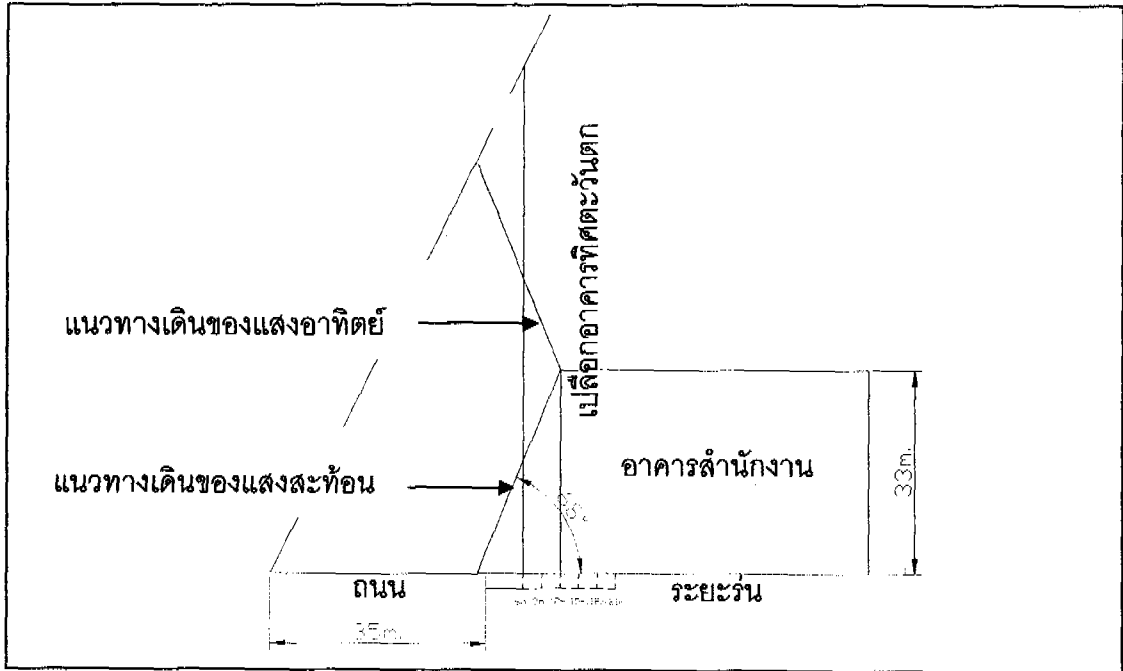 เปลือกอาคารทิศตะวันตก
แนวทางเดินของแสงอาทิตย์
แนวทางเดินของแสงสะท้อน
อาคารสำนักงาน
33m.
ถนน
ระยะร่น
35m.